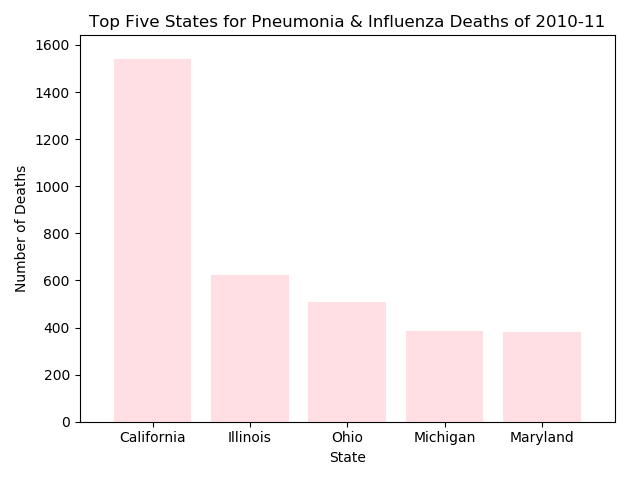 Top Five States for Pneumonia & Influenza Deaths of 2010-11
1600
1400
1200
1000
800
600
400
200
0
Number of Deaths
California Illinois Ohio Michigan Maryland
State